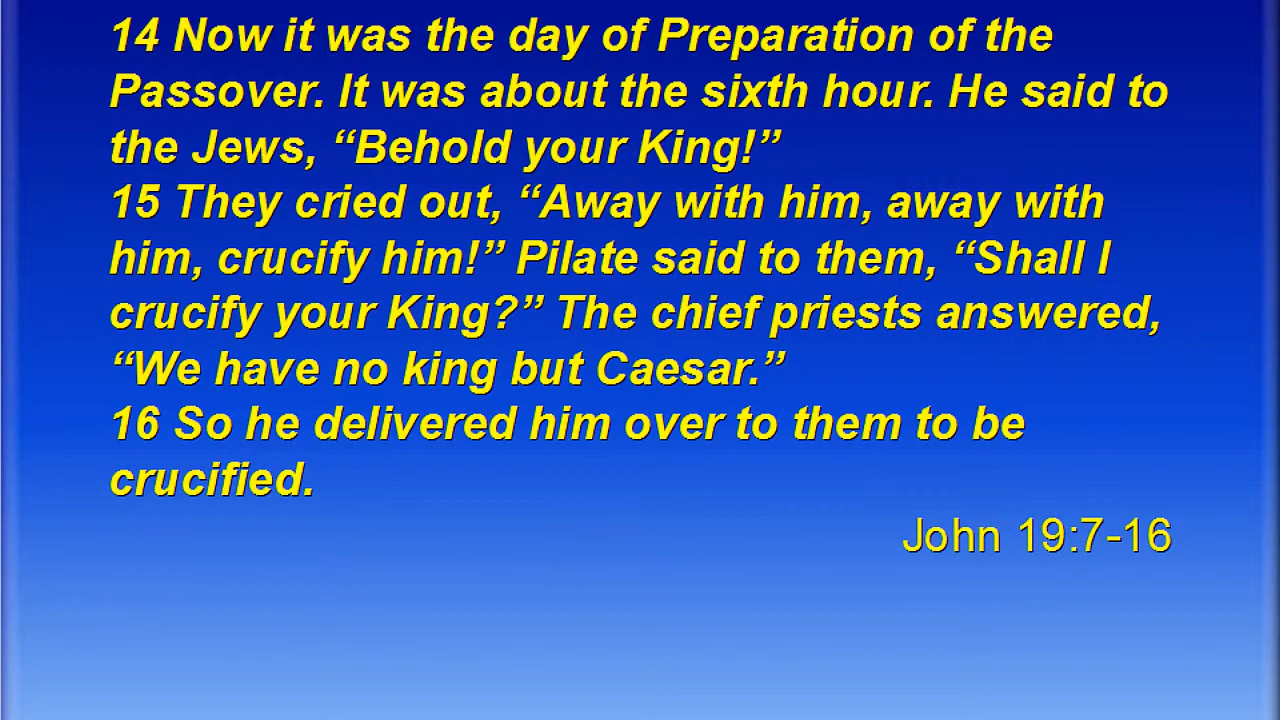 14 Now it was the day of Preparation of the
Passover. It was about the sixth hour. He said to
the Jews, “Behold your King!”
15 They cried out, “Away with him, away with
him, crucify him!” Pilate said to them, “Shall I
crucify your King?” The chief priests answered,
“We have no king but Caesar.”
16 So he delivered him over to them to be
crucified.
John 19:7-16